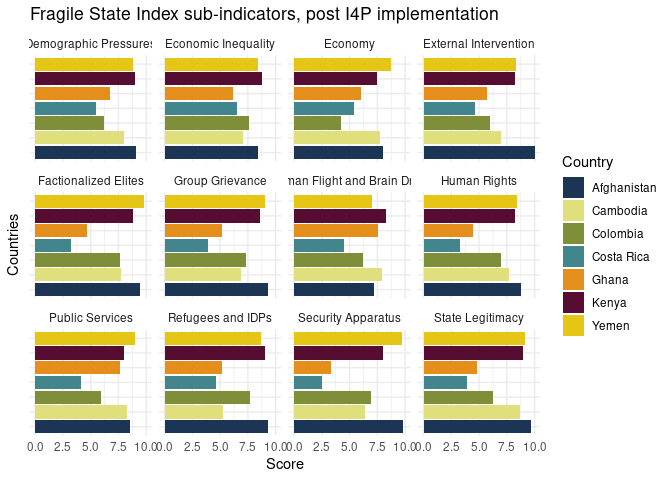 Fragile State Index sub-indicators, post I4P implementation
Demographic Pressures
Economic Inequality
Economy
External Intervention
Factionalized Elites
Group Grievance
man Flight and Brain Dr
Human Rights
Public Services
Refugees and IDPs
Security Apparatus
State Legitimacy
Countries
0.0 2.5 5.0 7.5 10.0
0.0 2.5 5.0 7.5 10.0
0.0 2.5 5.0 7.5 10.0
0.0 2.5 5.0 7.5 10.0
Score
Country
Afghanistan
Cambodia
Colombia
Costa Rica
Ghana
Kenya
Yemen